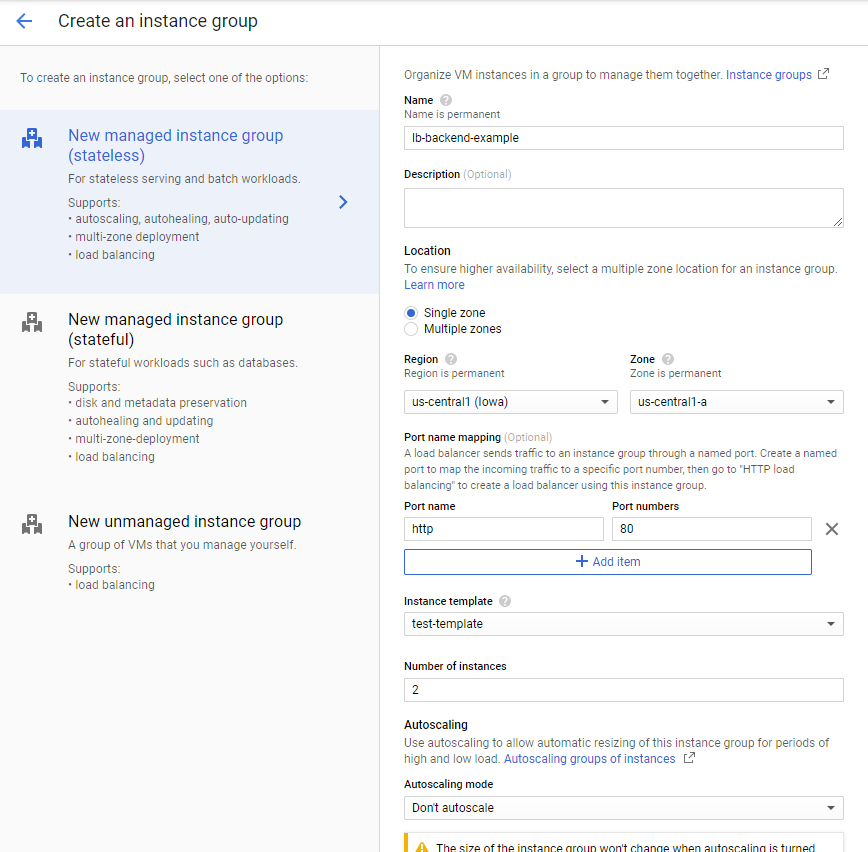 Create an instance group
To create an instance group, select one of the options:
New managed instance group
(stateless)
For stateless serving and batch workloads.
Supports:
• autoscaling, autohealing, auto-updating
• multi-zone deployment
• load balancing
New managed instance group
(stateful)
For stateful workloads such as databases.
Supports:
• disk and metadata preservation
• autohealing and updating
• multi-zone-deployment
• load balancing
New unmanaged instance group
A group of VMs that you manage yourself.
Supports:
• load balancing
Organize VM instances in a group to manage them together. Instance groups
Name ?
Name is permanent
lb-backend-example
Description (Optional)
Location
To ensure higher availability, select a multiple zone location for an instance group.
Learn more
Single zone
Multiple zones
Region ? Zone ?
Region is permanent Zone is permanent
us-central1 (Iowa) us-central1-a
Port name mapping (Optional)
A load balancer sends traffic to an instance group through a named port. Create a named
port to map the incoming traffic to a specific port number, then go to "HTTP load
balancing" to create a load balancer using this instance group.
Port name Port numbers
http 80
+ Add item
Instance template ?
test-template
Number of instances
2
Autoscaling
Use autoscaling to allow automatic resizing of this instance group for periods of
high and low load. Autoscaling groups of instances
Autoscaling mode
Don't autoscale
The size of the instance group won't change when autoscaling is turned